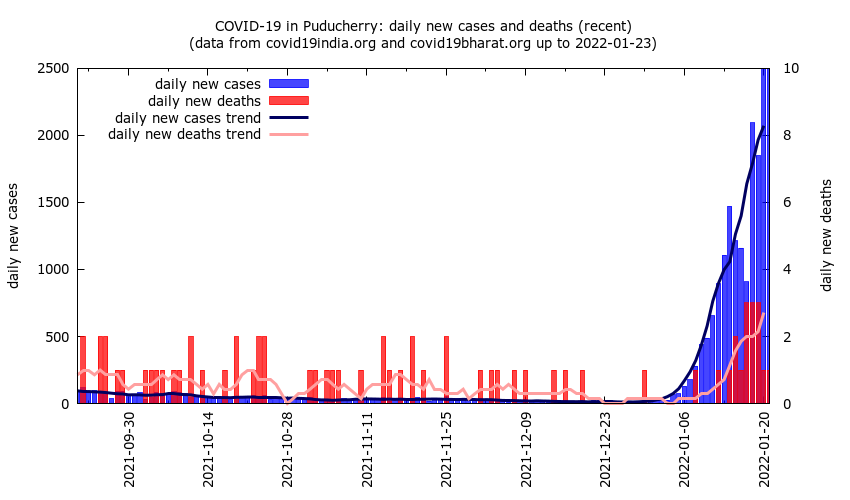 COVID-19 in Puducherry: daily new cases and deaths (recent)
(data from covid19india.org and covid19bharat.org up to 2022-01-23)
daily new cases
daily new deaths
daily new cases trend
daily new deaths trend
2500
2000
1500
1000
500
0
10
8
6
4
2
0
daily new cases
daily new deaths
2021-09-30
2021-10-14
2021-10-28
2021-11-11
2021-11-25
2021-12-09
2021-12-23
2022-01-06
2022-01-20